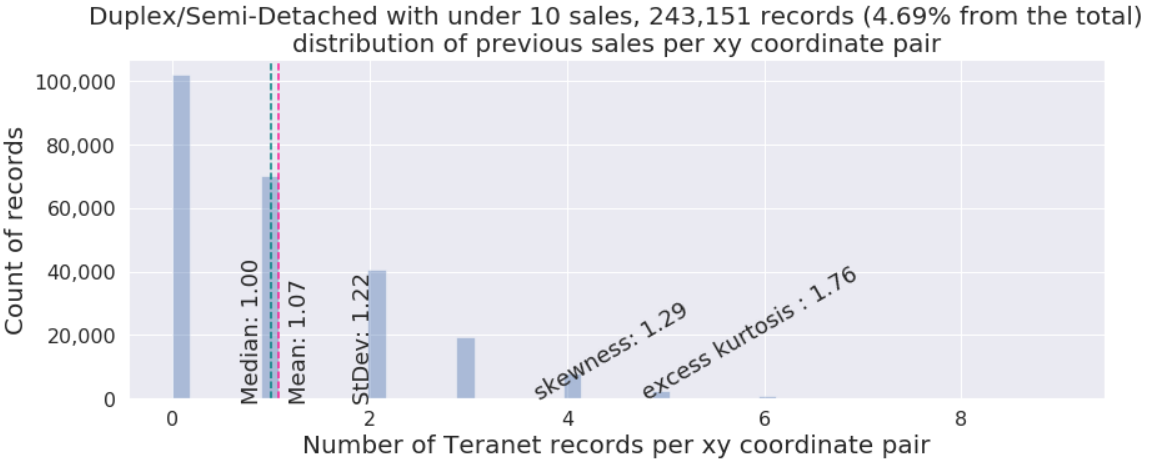 Duplex/Semi-Detached with under 10 sales, 243,151 records (4.69% from the total)
distribution of previous sales per xy coordinate pair
Count of records
100,000
80,000
60,000
40,000
20,000
0
Median: 1.00
Mean: 1.07
StDev: 1.22
skewness: 1.29
excess kurtosis : 1.76
0 2 4 6 8
Number of Teranet records per xy coordinate pair